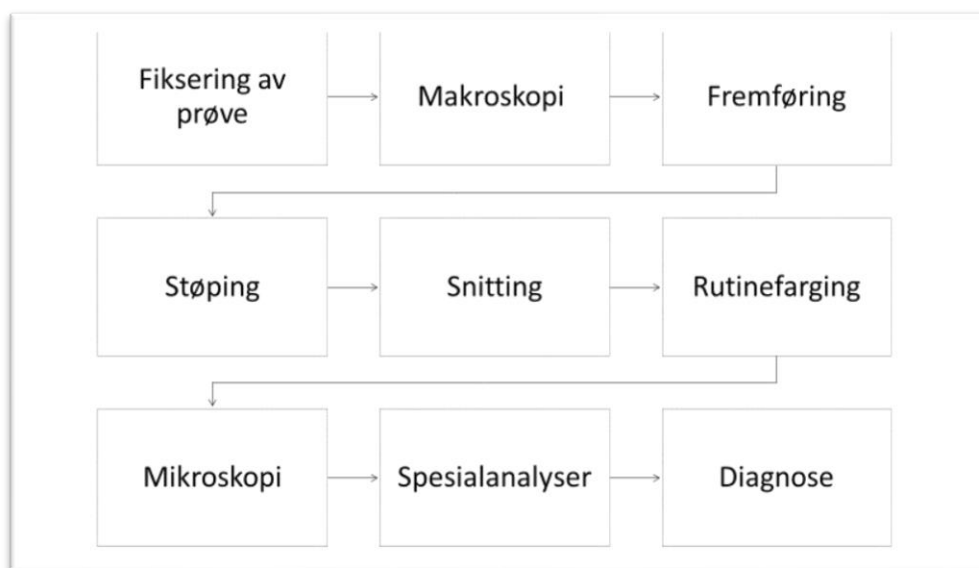 Fiksering av
prøve
Makroskopi
Fremføring
Støping
Snitting
Rutinefarging
Mikroskopi
Spesialanalyser
Diagnose